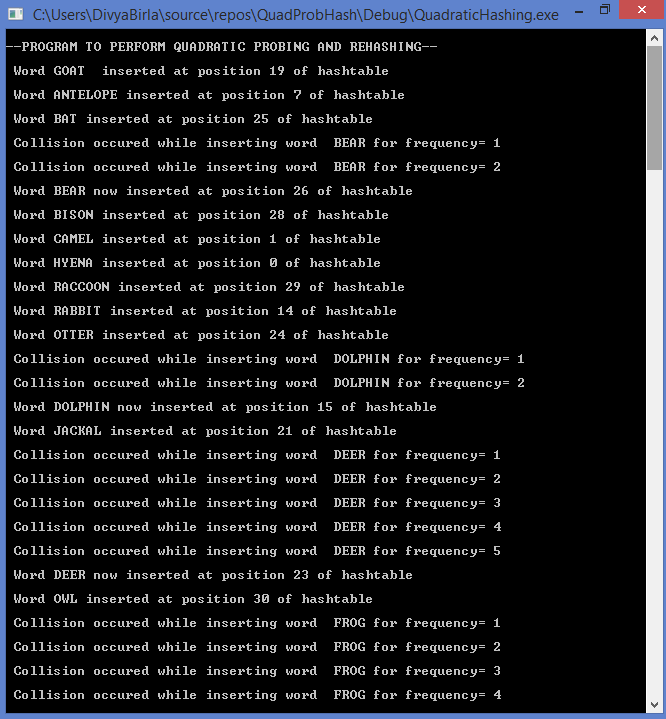 C:\Users\DivyaBirla\source\repos\QuadProbHash\Debug\QuadraticHashing.exe
--PROGRAM TO PERFORM QUADRATIC PROBING AND REHASHING--
Word GOAT  inserted at position 19 of hashtable
Word ANTELOPE inserted at position 7 of hashtable
Word BAT inserted at position 25 of hashtable
Collision occured while inserting word  BEAR for frequency= 1
Collision occured while inserting word  BEAR for frequency= 2
Word BEAR now inserted at position 26 of hashtable
Word BISON inserted at position 28 of hashtable
Word CAMEL inserted at position 1 of hashtable
Word HYENA inserted at position 0 of hashtable
Word RACCOON inserted at position 29 of hashtable
Word RABBIT inserted at position 14 of hashtable
Word OTTER inserted at position 24 of hashtable
Collision occured while inserting word  DOLPHIN for frequency= 1
Collision occured while inserting word  DOLPHIN for frequency= 2
Word DOLPHIN now inserted at position 15 of hashtable
Word JACKAL inserted at position 21 of hashtable
Collision occured while inserting word  DEER for frequency= 1
Collision occured while inserting word  DEER for frequency= 2
Collision occured while inserting word  DEER for frequency= 3
Collision occured while inserting word  DEER for frequency= 4
Collision occured while inserting word  DEER for frequency= 5
Word DEER now inserted at position 23 of hashtable
Word OWL inserted at position 30 of hashtable
Collision occured while inserting word  FROG for frequency= 1
Collision occured while inserting word  FROG for frequency= 2
Collision occured while inserting word  FROG for frequency= 3
Collision occured while inserting word  FROG for frequency= 4